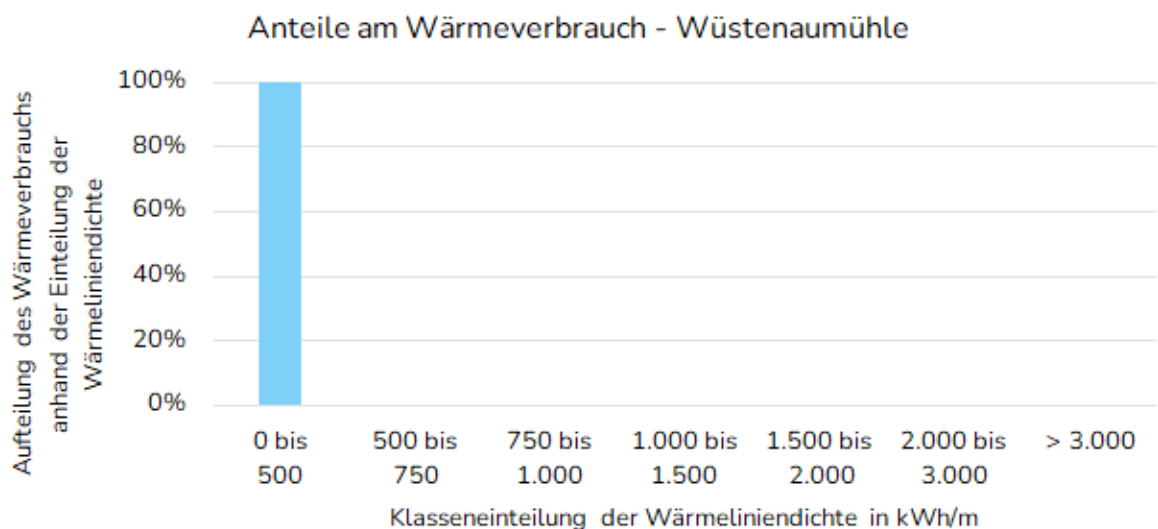 Anteile am Wärmeverbrauch - Wüstenaumühle
Aufteilung des Wärmeverbrauchs
anhand der Einteilung der
Wärmeliniendichte
100%
80%
60%
40%
20%
0%
0 bis
500
500 bis
750
750 bis
1.000
1.000 bis
1.500
1.500 bis
2.000
2.000 bis
3.000
> 3.000
Klasseneinteilung der Wärmeliniendichte in kWh/m